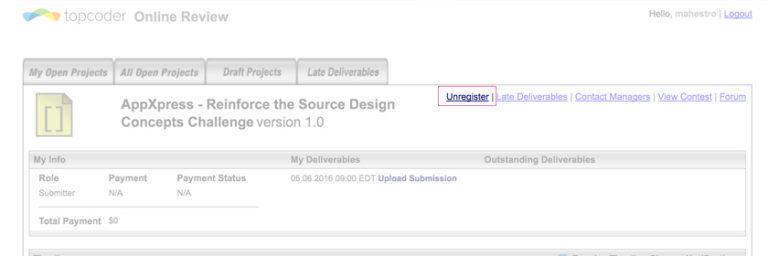 topcoder Online Review
Hello, mahestro | Logout
My Open Projects All Open Projects Draft Projects Late Deliverables
Unregister | Late Deliverables | Contact Managers | View Contest | Forum
AppXpress - Reinforce the Source Design
Concepts Challenge version 1.0
My Info My Deliverables Outstanding Deliverables
Role Payment Payment Status 05.06.2016 09:00 EDT Upload Submission
Submitter N/A N/A
Total Payment $0